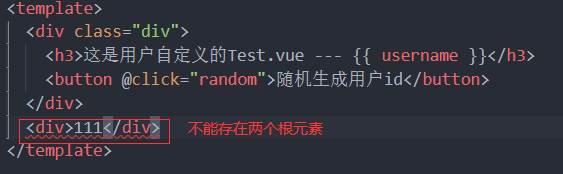 <template>
<div class="div">
<h3>这是用户自定义的Test.vue --- {{ username }}</h3>
<button @click="random">随机生成用户id</button>
</div>
<div>111</div> 不能存在两个根元素
</template>